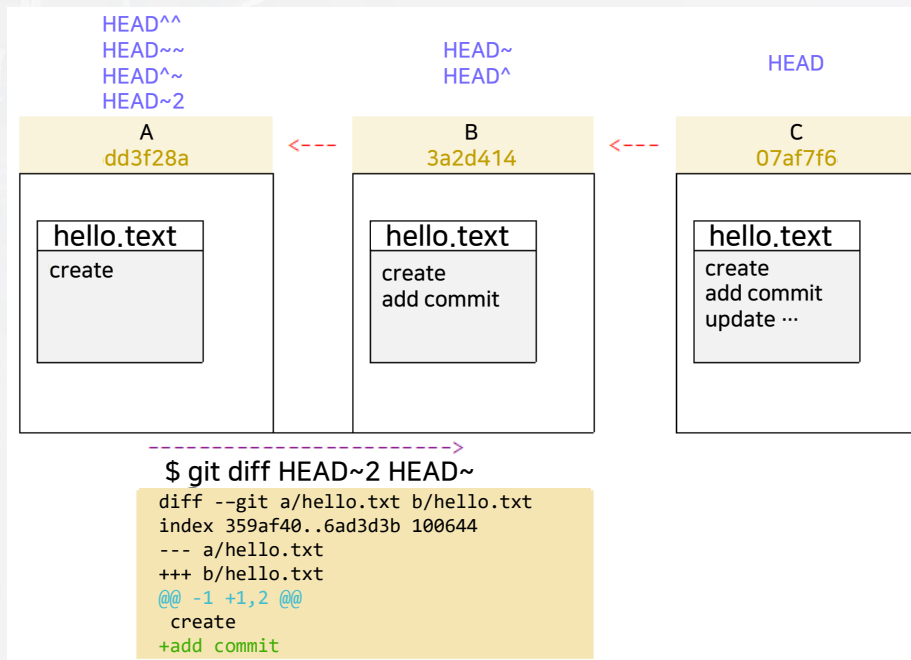 HEAD^^
HEAD~~
HEAD^~
HEAD~2
HEAD~
HEAD^
HEAD
A
dd3f28a
<---
B
3a2d414
<---
C
07af7f6
hello.text
create
hello.text
create
add commit
hello.text
create
add commit
update ···
----------------------->
$ git diff HEAD~2 HEAD~
diff --git a/hello.txt b/hello.txt
index 359af40..6ad3d3b 100644
--- a/hello.txt
+++ b/hello.txt
@@ -1 +1,2 @@
 create
+add commit